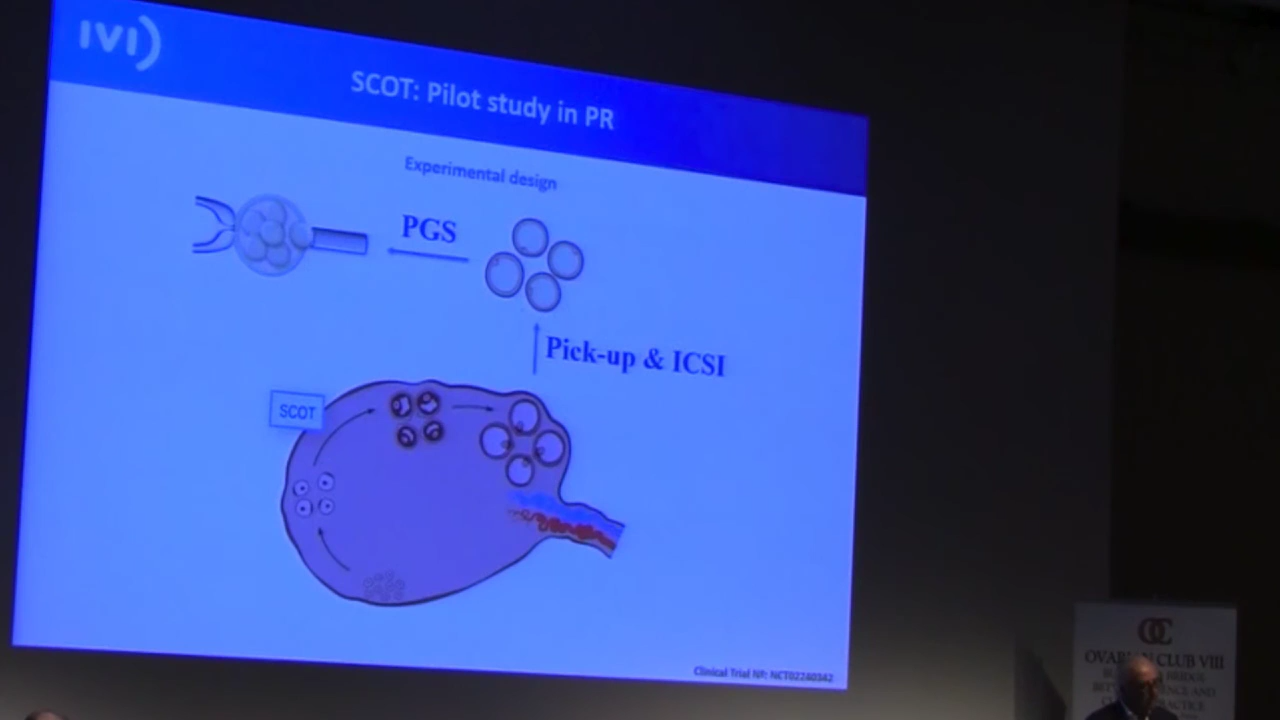 IVI)
SCOT: Pilot study in PR
Experimental design
PGS
Pick-up & ICSI
SCOT
Clinical Trial Nº: NCT02240342
OC
CLUB VIII